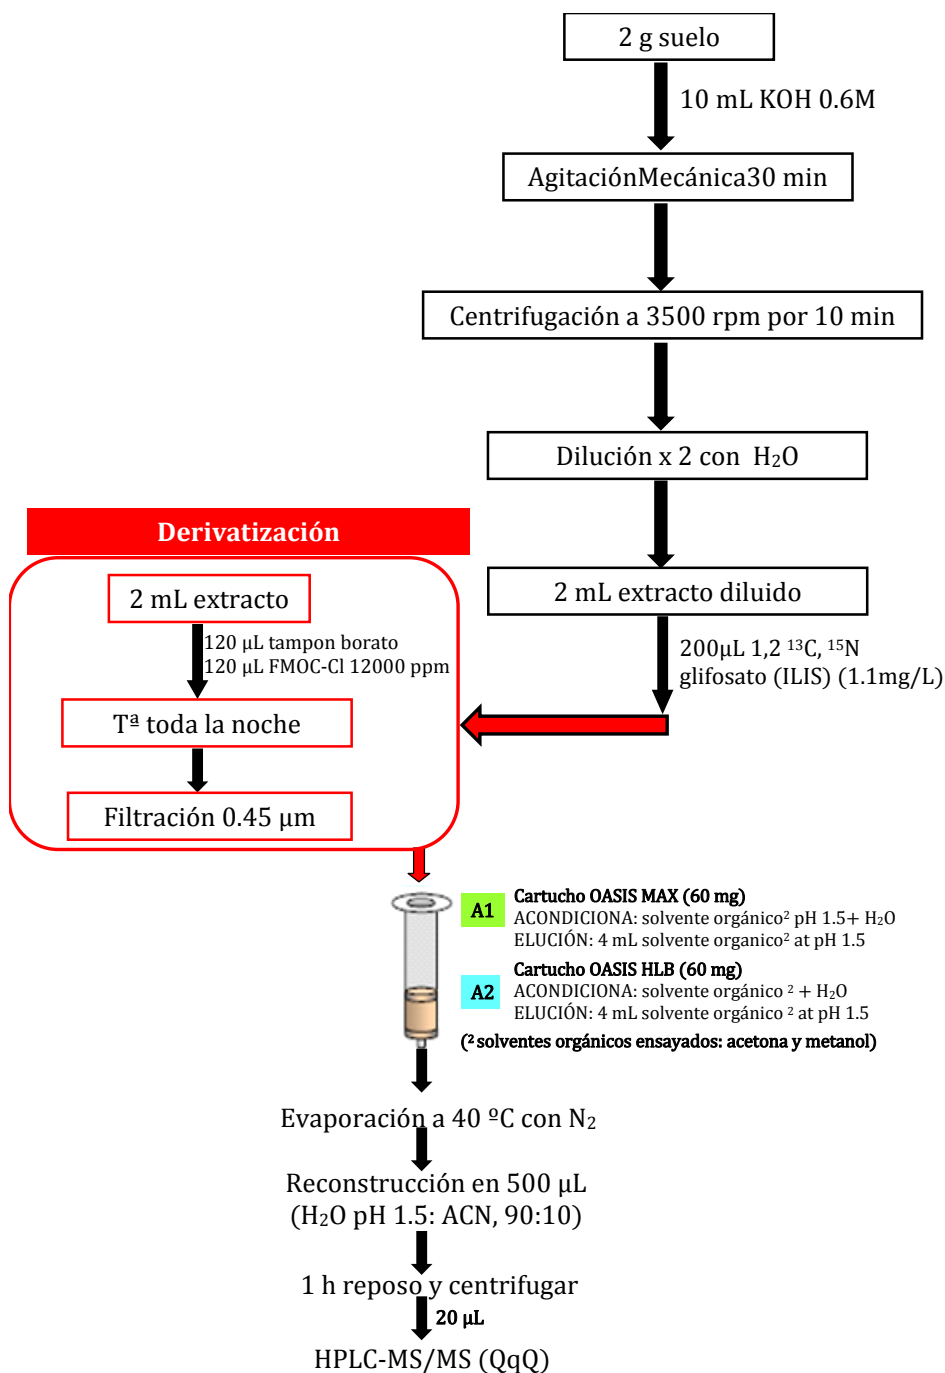 2 g suelo
10 mL KOH 0.6M
AgitaciónMecánica30 min
Centrifugación a 3500 rpm por 10 min
Dilución x 2 con H₂O
2 mL extracto diluido
200µL 1,2 ¹³C, ¹⁵N
glifosato (ILIS) (1.1mg/L)
Derivatización
2 mL extracto
120 µL tampon borato
120 µL FMOC-Cl 12000 ppm
Tª toda la noche
Filtración 0.45 µm
A1
Cartucho OASIS MAX (60 mg)
ACONDICIONA: solvente orgánico² pH 1.5+ H₂O
ELUCIÓN: 4 mL solvente organico² at pH 1.5
A2
Cartucho OASIS HLB (60 mg)
ACONDICIONA: solvente orgánico ² + H₂O
ELUCIÓN: 4 mL solvente orgánico ² at pH 1.5
(² solventes orgánicos ensayados: acetona y metanol)
Evaporación a 40 ºC con N₂
Reconstrucción en 500 µL
(H₂O pH 1.5: ACN, 90:10)
1 h reposo y centrifugar
20 µL
HPLC-MS/MS (QqQ)